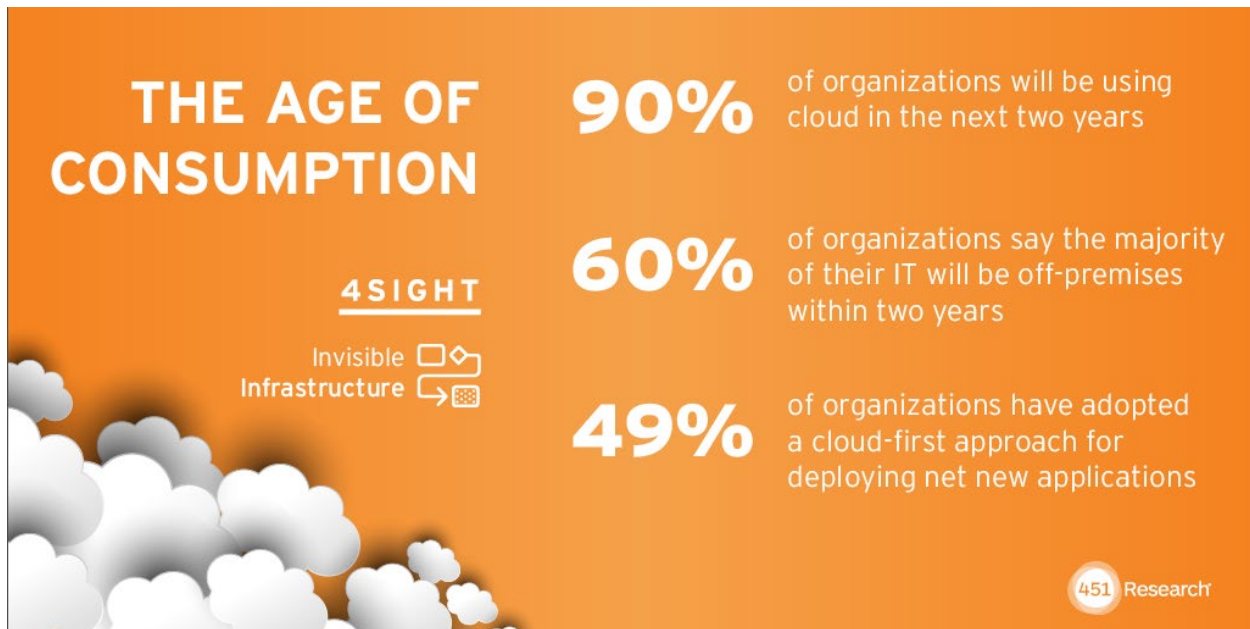 THE AGE OF
CONSUMPTION
4SIGHT
Invisible
Infrastructure
90%
of organizations will be using
cloud in the next two years
60%
of organizations say the majority
of their IT will be off-premises
within two years
49%
of organizations have adopted
a cloud-first approach for
deploying net new applications
451 Research